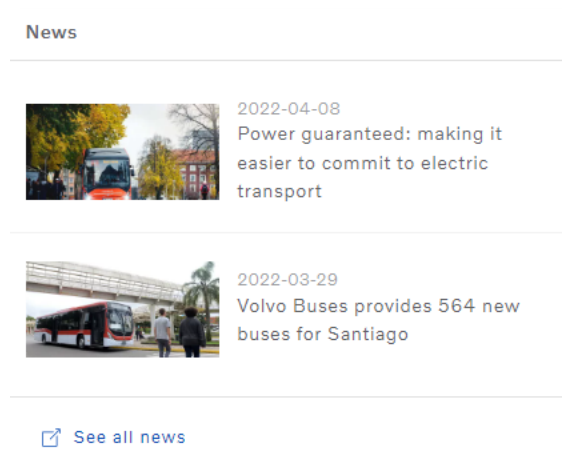 News
2022-04-08
Power guaranteed: making it
easier to commit to electric
transport
2022-03-29
Volvo Buses provides 564 new
buses for Santiago
See all news